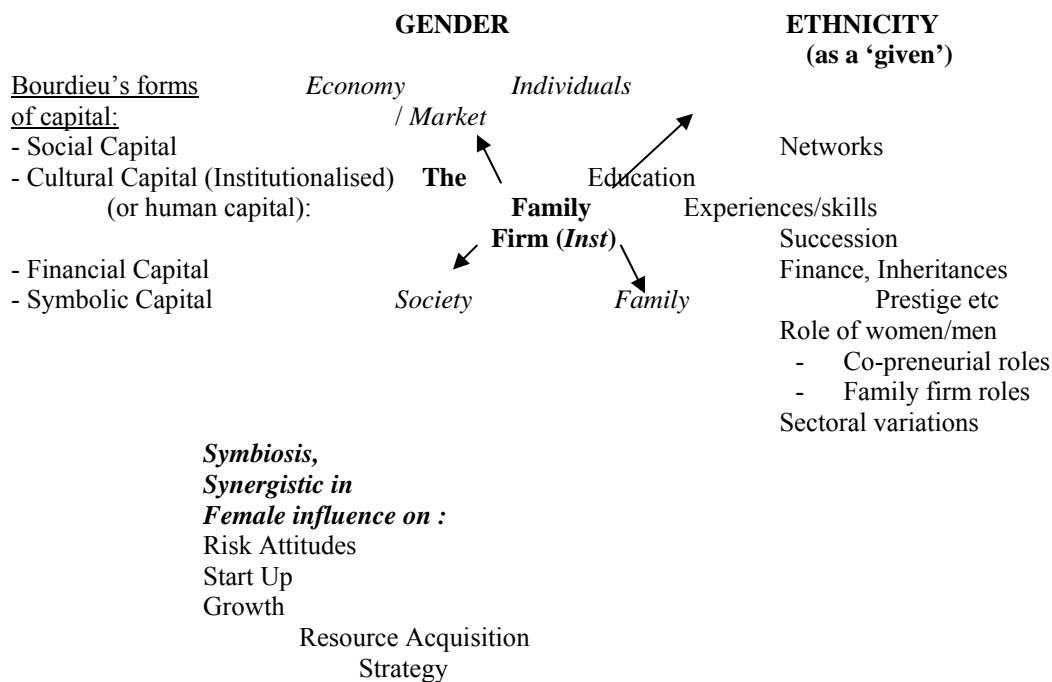 GENDER ETHNICITY
(as a ‘given’)
Bourdieu’s forms Economy Individuals
of capital: / Market
- Social Capital Networks
- Cultural Capital (Institutionalised) The Education
(or human capital): Family Experiences/skills
Firm (Inst)
Succession
- Financial Capital Finance, Inheritances
- Symbolic Capital Society Family Prestige etc
Role of women/men
- Co-preneurial roles
- Family firm roles
Sectoral variations
Symbiosis,
Synergistic in
Female influence on :
Risk Attitudes
Start Up
Growth
Resource Acquisition
Strategy